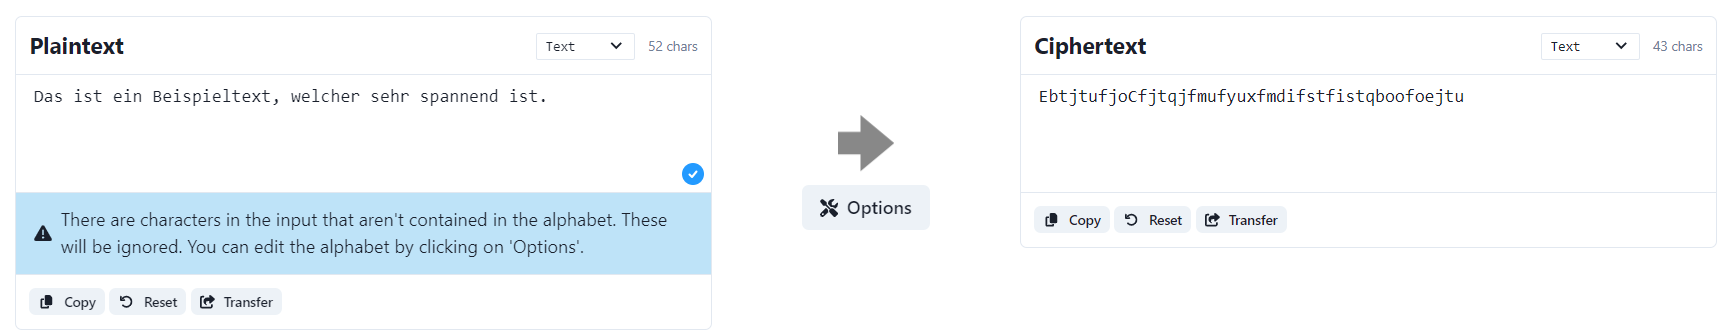 Plaintext
Text
52 chars
Das ist ein Beispieltext, welcher sehr spannend ist.
There are characters in the input that aren't contained in the alphabet. These
will be ignored. You can edit the alphabet by clicking on 'Options'.
Copy
Reset
Transfer
Options
Ciphertext
Text
43 chars
EbtjtufjoCfjtqjfmufyuxfmdifstfistqboofoejtu
Copy
Reset
Transfer